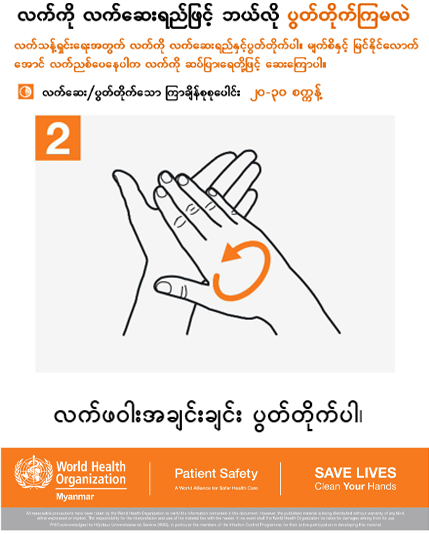 လက်ကို လက်ဆေးရည်ဖြင့် ဘယ်လို ပွတ်တိုက်ကြမလဲ
လက်သန့်ရှင်းရေးအတွက် လက်ကို လက်ဆေးရည်နှင့်ပွတ်တိုက်ပါ။ မျက်စိနှင့် မြင်နိုင်လောက်
အောင် လက်ညစ်ပေနေပါက လက်ကို ဆပ်ပြာရေတို့ဖြင့် ဆေးကြောပါ။
လက်ဆေး/ပွတ်တိုက်သော ကြာချိန်စုစုပေါင်း ၂၀-၃၀ စက္ကန့်
2
လက်ဖဝါးအချင်းချင်း ပွတ်တိုက်ပါ၊
World Health
Organization
Myanmar
Patient Safety
A World Alliance for Safer Health Care
SAVE LIVES
Clean Your Hands